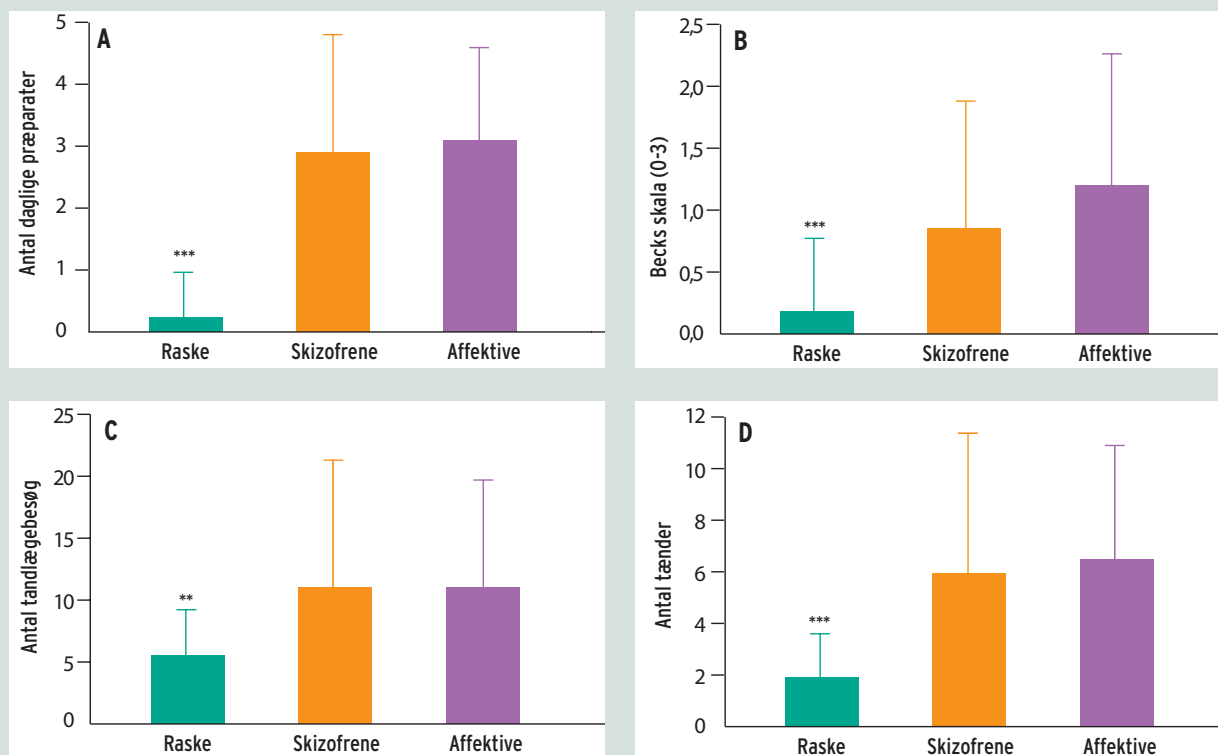 A
Antal daglige præparater
5
4
3
2
1
0
***
Raske Skizofrene Affektive
B
Becks skala (0-3)
2,5
2,0
1,5
1,0
0,5
0,0
***
Raske Skizofrene Affektive
C
Antal tandlægebesøg
25
20
15
10
5
0
**
Raske Skizofrene Affektive
D
Antal tænder
12
10
8
6
4
2
0
***
Raske Skizofrene Affektive